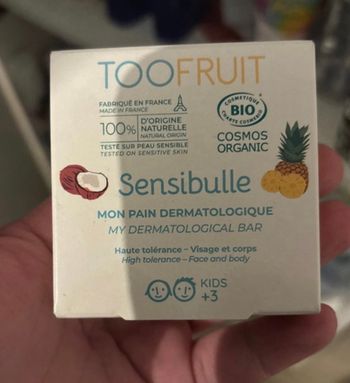 TOOFRUIT
FABRIQUÉ EN FRANCE
MADE IN FRANCE
100% D'ORIGINE NATURELLE
NATURAL ORIGIN
TESTÉ SUR PEAU SENSIBLE
TESTED ON SENSITIVE SKIN
COSMETIQUE
BIO
CHARTE COSMEBIO
COSMOS
ORGANIC
Sensibulle
MON PAIN DERMATOLOGIQUE
MY DERMATOLOGICAL BAR
Haute tolérance – Visage et corps
High tolerance – Face and body
KIDS
+3